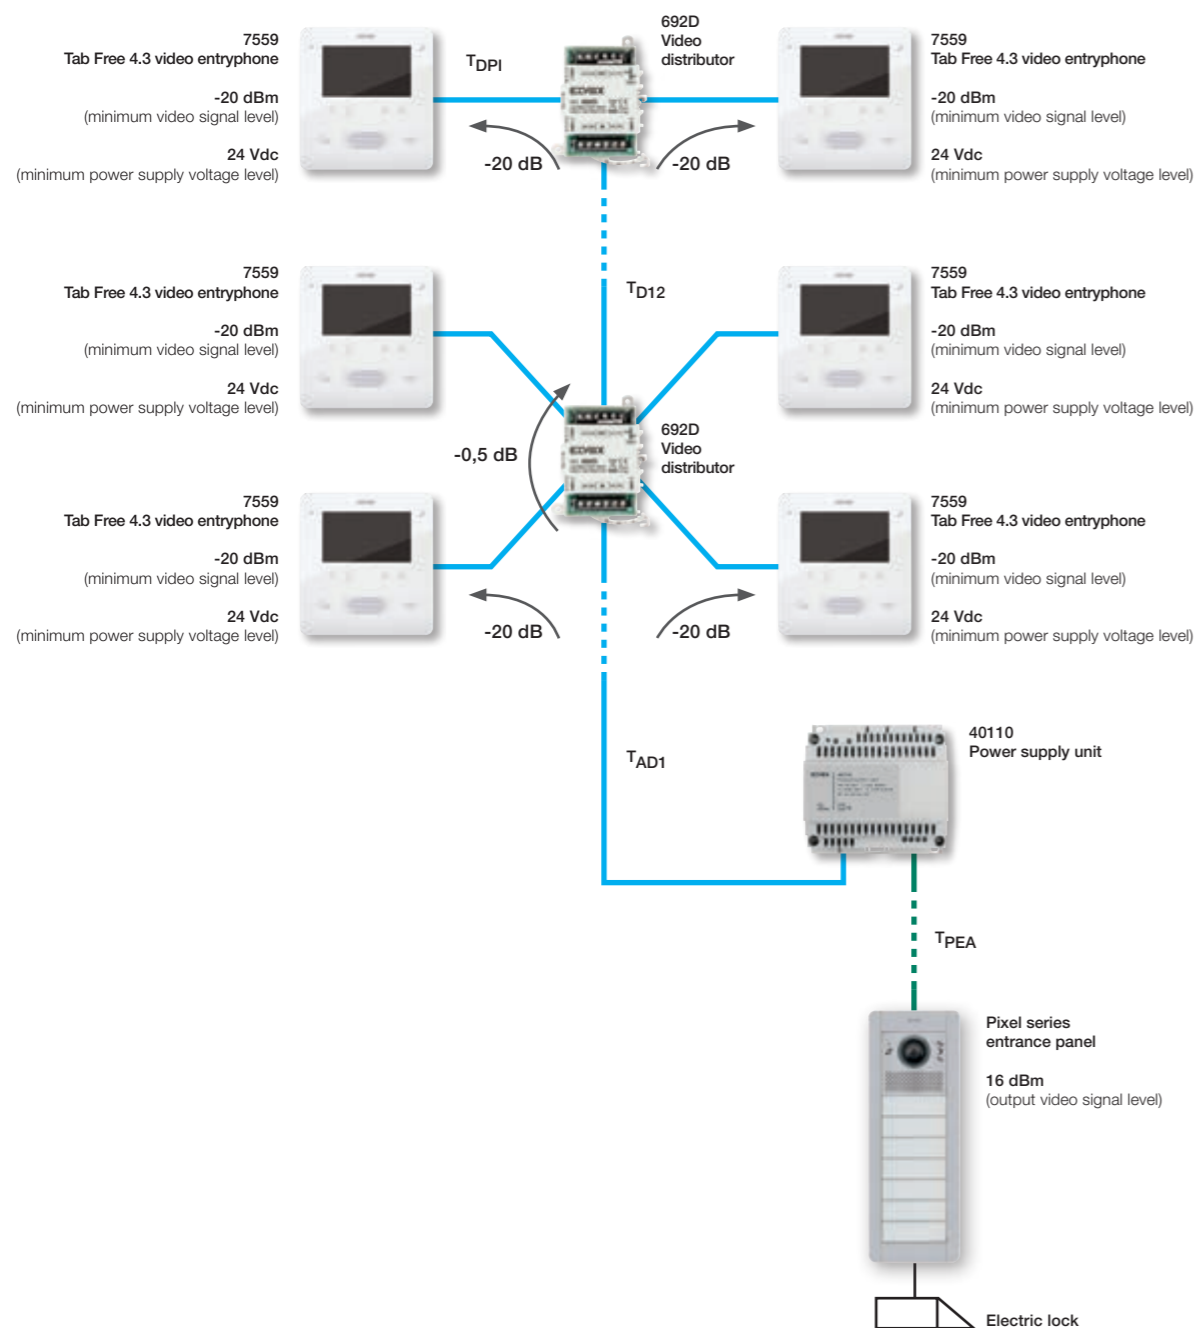 7559
Tab Free 4.3 video entryphone
-20 dBm
(minimum video signal level)
24 Vdc
(minimum power supply voltage level)
TDPI
692D
Video
distributor
7559
Tab Free 4.3 video entryphone
-20 dBm
(minimum video signal level)
24 Vdc
(minimum power supply voltage level)
-20 dB
-20 dB
7559
Tab Free 4.3 video entryphone
-20 dBm
(minimum video signal level)
24 Vdc
(minimum power supply voltage level)
TD12
7559
Tab Free 4.3 video entryphone
-20 dBm
(minimum video signal level)
24 Vdc
(minimum power supply voltage level)
-0,5 dB
692D
Video
distributor
7559
Tab Free 4.3 video entryphone
-20 dBm
(minimum video signal level)
24 Vdc
(minimum power supply voltage level)
7559
Tab Free 4.3 video entryphone
-20 dBm
(minimum video signal level)
24 Vdc
(minimum power supply voltage level)
-20 dB
-20 dB
TAD1
40110
Power supply unit
TPEA
Pixel series
entrance panel
16 dBm
(output video signal level)
Electric lock